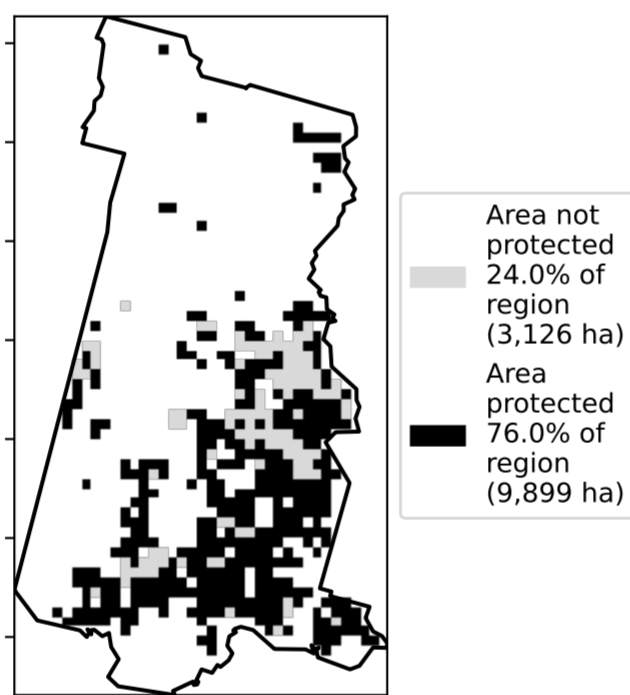 Area not
protected
24.0% of
region
(3,126 ha)
Area
protected
76.0% of
region
(9,899 ha)